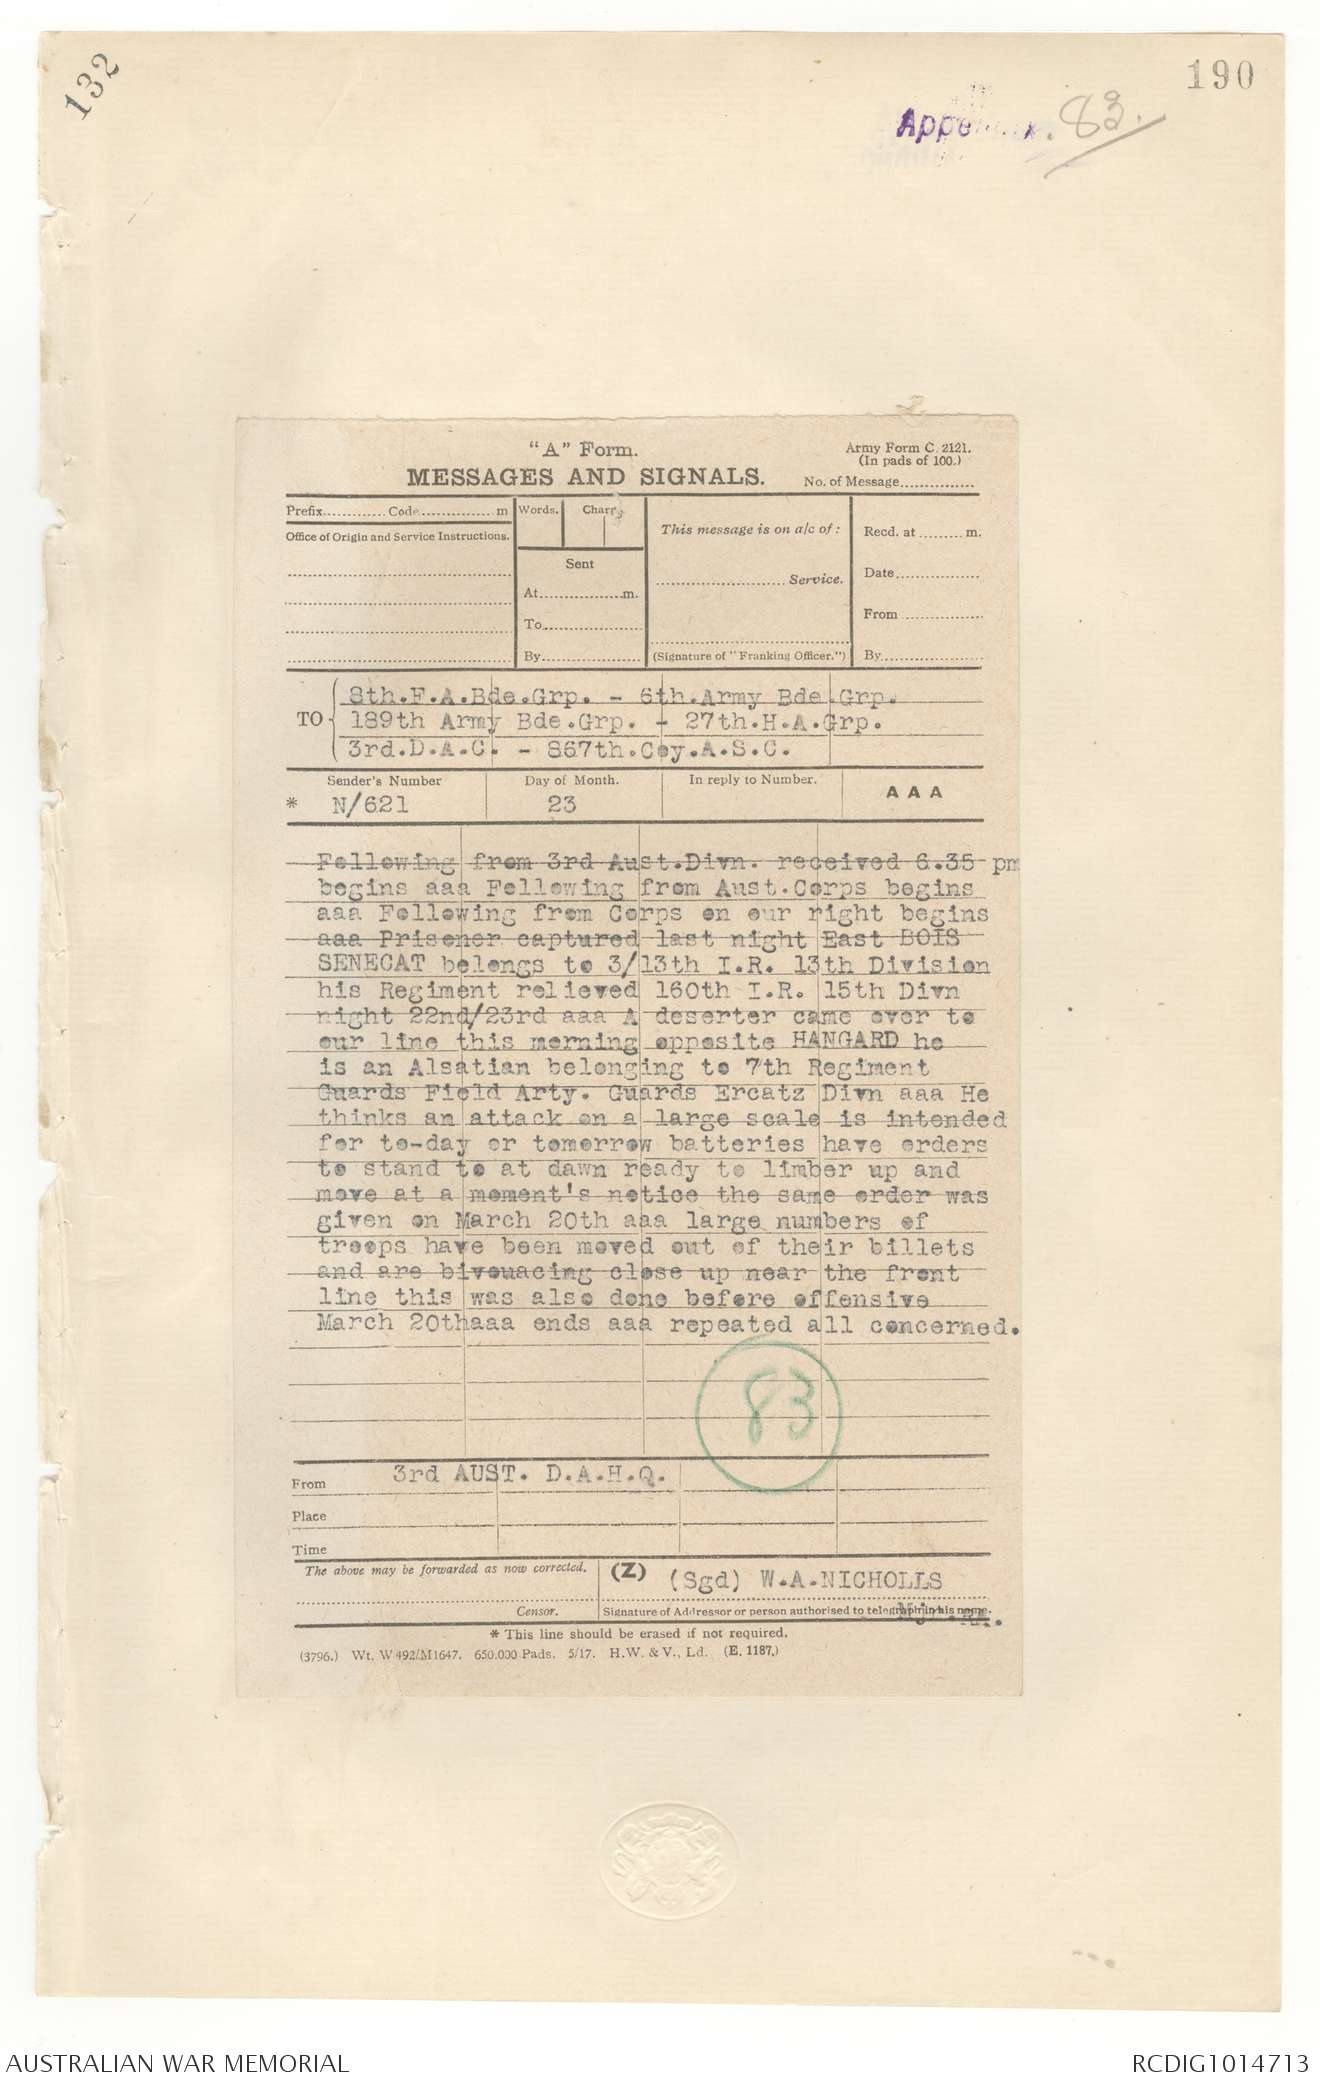 132
190
Appendix. 83.
"A" Form.
Army Form C. 2121.
(In pads of 100.)
MESSAGES AND SIGNALS.
No. of Message...............
Prefix............ Code.............. m
Words.
Charge
This message is on a/c of :
Recd. at ......... m.
Office of Origin and Service Instructions.
Sent
Date.................
................ Service.
At.................m.
From ................
To...................
By....................
(Signature of "Franking Officer.")
By....................
TO
8th.F.A.Bde.Grp. - 6th.Army Bde.Grp.
189th Army Bde.Grp. - 27th.H.A.Grp.
3rd.D.A.C. - 867th.Coy.A.S.C.
Sender's Number
Day of Month.
In reply to Number.
AAA
* N/621
23
Following from 3rd Aust.Divn. received 6.35 pm
begins aaa Following from Aust.Corps begins
aaa Following from Corps on our right begins
aaa Prisoner captured last night East BOIS
SENECAT belongs to 3/13th I.R. 13th Division
his Regiment relieved 160th I.R. 15th Divn
night 22nd/23rd aaa A deserter came over to
our line this morning opposite HANGARD he
is an Alsatian belonging to 7th Regiment
Guards Field Arty. Guards Ercatz Divn aaa He
thinks an attack on a large scale is intended
for to-day or tomorrow batteries have orders
to stand to at dawn ready to limber up and
move at a moment's notice the same order was
given on March 20th aaa large numbers of
troops have been moved out of their billets
and are bivouacing close up near the front
line this was also done before offensive
March 20thaaa ends aaa repeated all concerned.
83
From
3rd AUST. D.A.H.Q.
Place
Time
The above may be forwarded as now corrected.
(Z)
(Sgd) W.A.NICHOLLS
Censor.
Signature of Addressor or person authorised to telegraph in his name.
* This line should be erased if not required.
(3796.) Wt. W492/M1647. 650.000 Pads. 5/17. H.W. & V., Ld. (E. 1187.)
AUSTRALIAN WAR MEMORIAL
RCDIG1014713